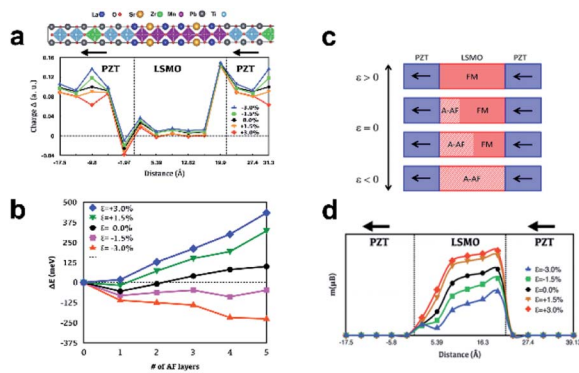 La O Sr Zr Mn Pb Ti
a
PZT LSMO PZT
Charge Δ (a. u.)
0.16
0.12
0.08
0.04
0
-0.04
-3.0%
-1.5%
0.0%
+1.5%
+3.0%
-17.5 -9.8 -1.97 5.39 12.38 19.9 27.4 31.3
Distance (Å)
b
ΔE (meV)
500
375
250
125
0
-125
-250
-375
Ɛ=+3.0%
Ɛ=+1.5%
Ɛ= 0.0%
Ɛ= -1.5%
Ɛ= -3.0%
0 1 2 3 4 5
# of AF layers
c
PZT LSMO PZT
ε > 0
FM
A-AF FM
ε = 0
A-AF FM
ε < 0
A-AF
d
PZT LSMO PZT
m(μB)
Ɛ=-3.0%
Ɛ=-1.5%
Ɛ=0.0%
Ɛ=+1.5%
Ɛ=+3.0%
-17.5 -5.8 5.39 16.3 27.4 39.13
Distance (Å)